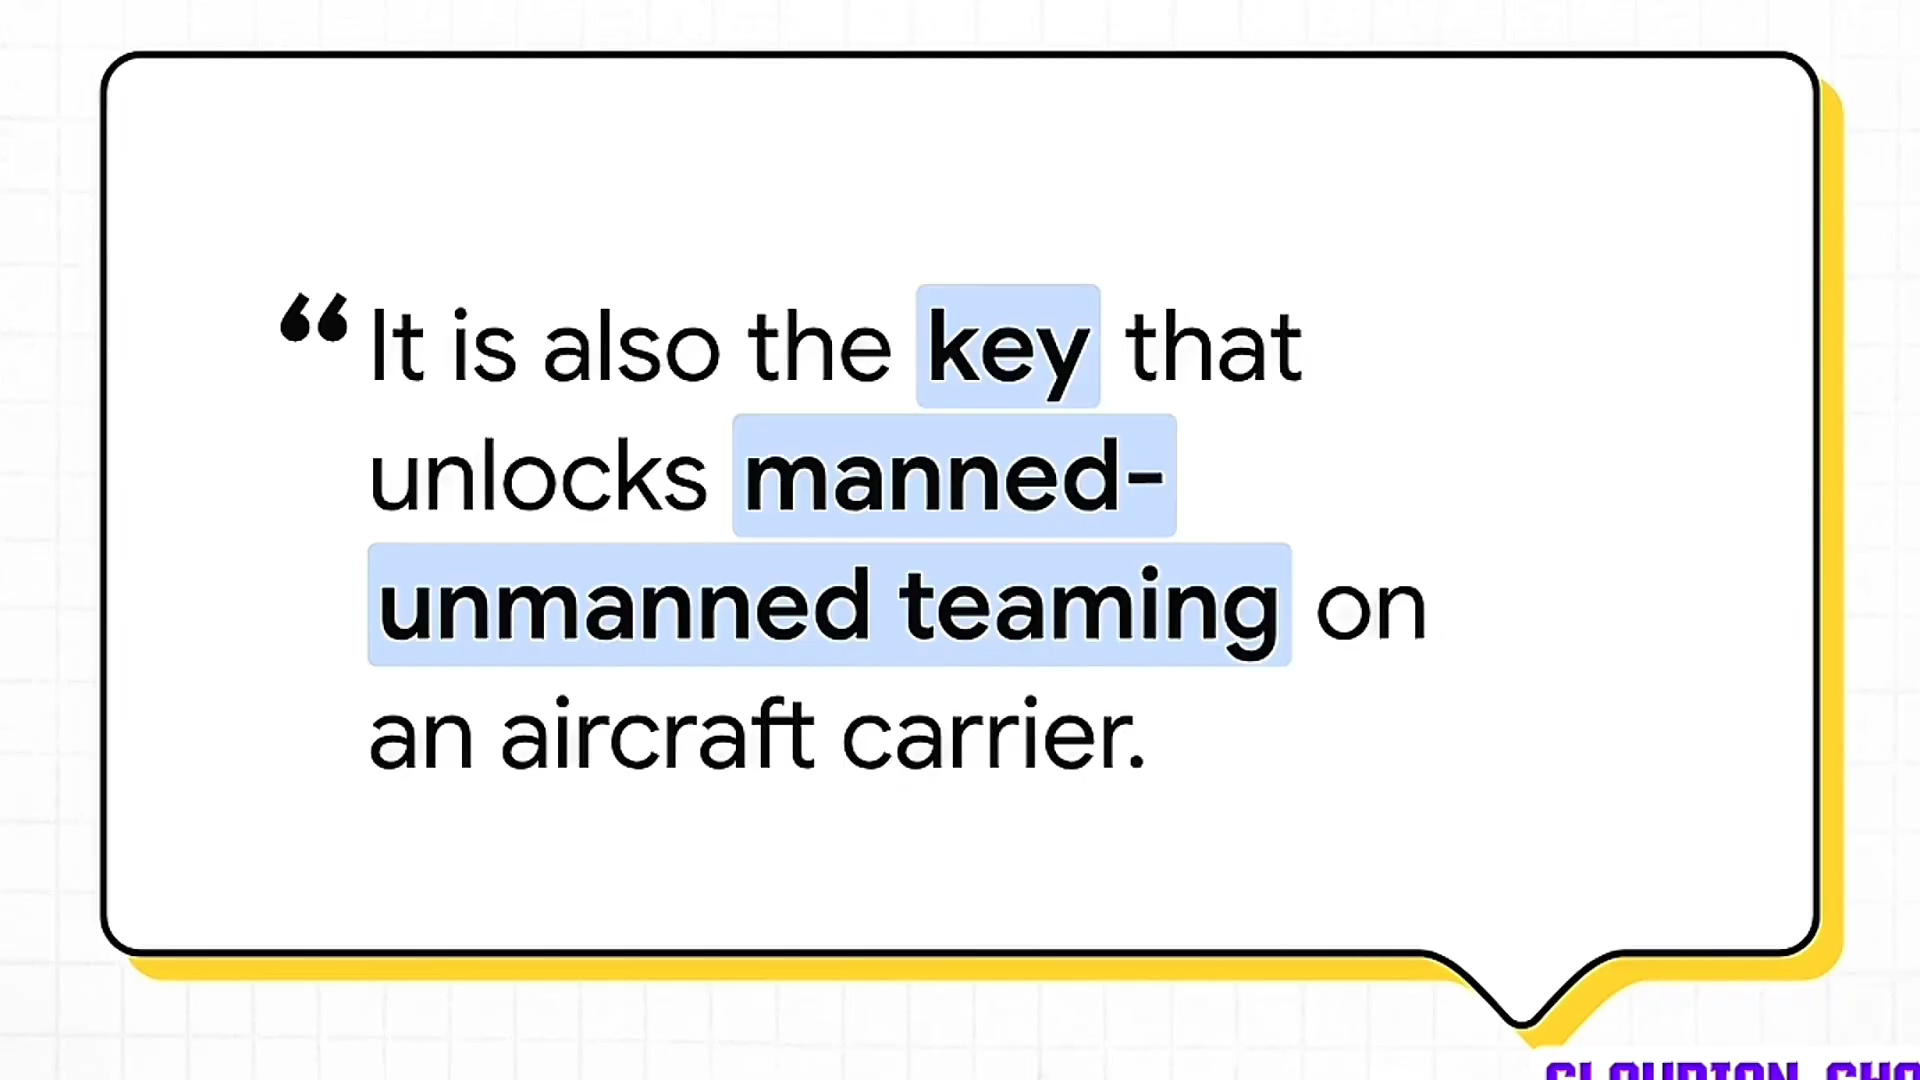 “It is also the key that
unlocks manned-
unmanned teaming on
an aircraft carrier.